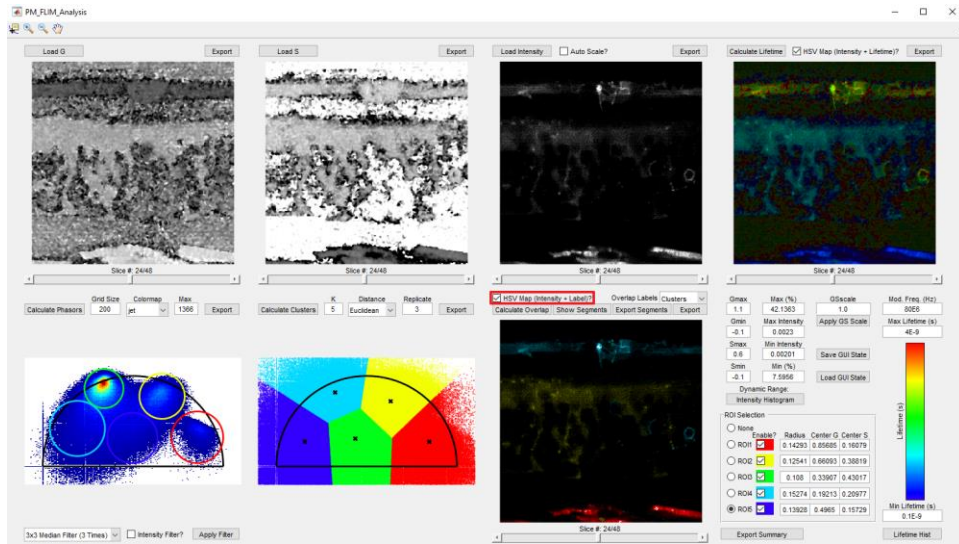 PM_FLIM_Analysis
Load G Export Load S Export Load Intensity Auto Scale? Export Calculate Lifetime HSV Map (Intensity + Lifetime)? Export
Slice #: 24/48 Slice #: 24/48 Slice #: 24/48 Slice #: 24/48
Grid Size Colormap Max
Calculate Phasors 200 jet 1366 Export
K Distance Replicate
Calculate Clusters 5 Euclidean 3 Export
HSV Map (Intensity + Label)? Overlap Labels Clusters
Calculate Overlap Show Segments Export Segments Export
Gmax Max (%) GSscale Mod. Freq. (Hz)
1.1 42.1363 1.0 80E6
Gmin Max Intensity Apply GS Scale Max Lifetime (s)
-0.1 0.0023 4E-9
Smax Min Intensity
0.6 0.00201 Save GUI State
Smin Min (%)
-0.1 7.5956 Load GUI State
Dynamic Range:
Intensity Histogram
Lifetime (s)
ROI Selection
None
Enable? Radius Center G Center S
ROI1 0.14293 0.85685 0.16079
ROI2 0.12541 0.66093 0.38819
ROI3 0.108 0.33907 0.43017
ROI4 0.15274 0.19213 0.20977
ROI5 0.13928 0.4965 0.15729
Min Lifetime (s)
0.1E-9
3x3 Median Filter (3 Times) Intensity Filter? Apply Filter
Slice #: 24/48
Export Summary Lifetime Hist